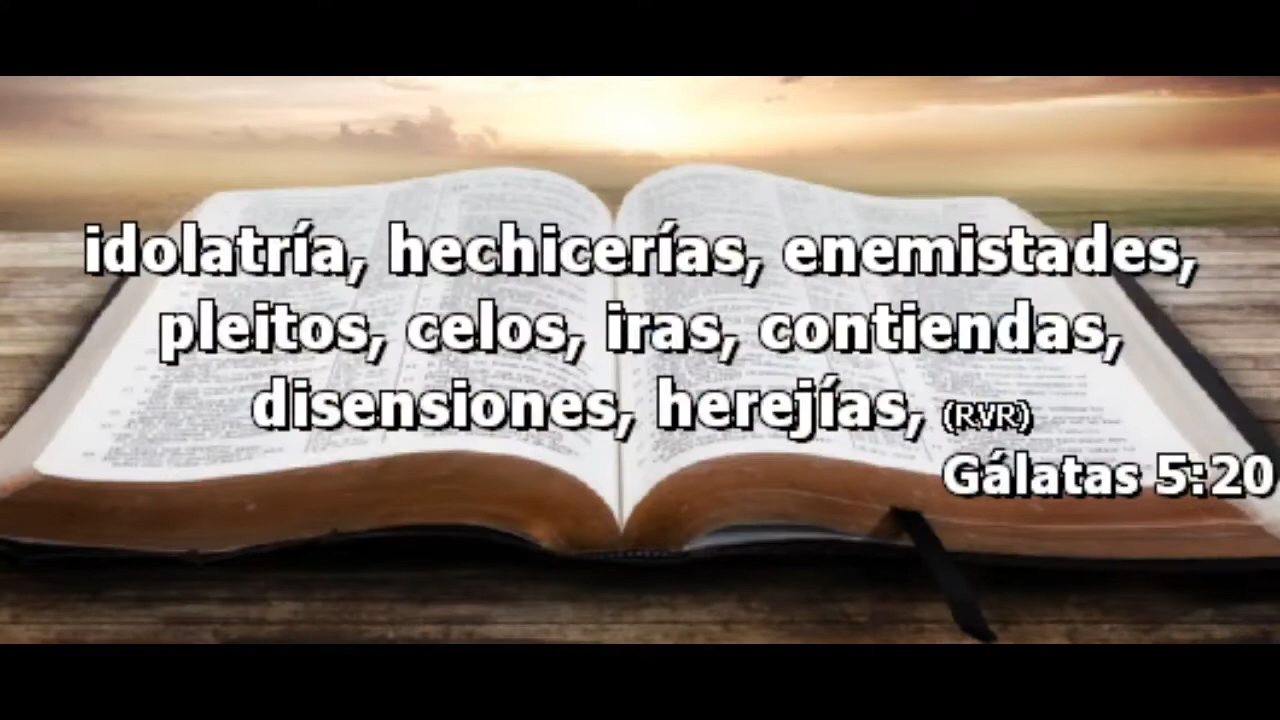 idolatría, hechicerías, enemistades,
pleitos, celos, iras, contiendas,
disensiones, herejías, (RVR)
Gálatas 5:20